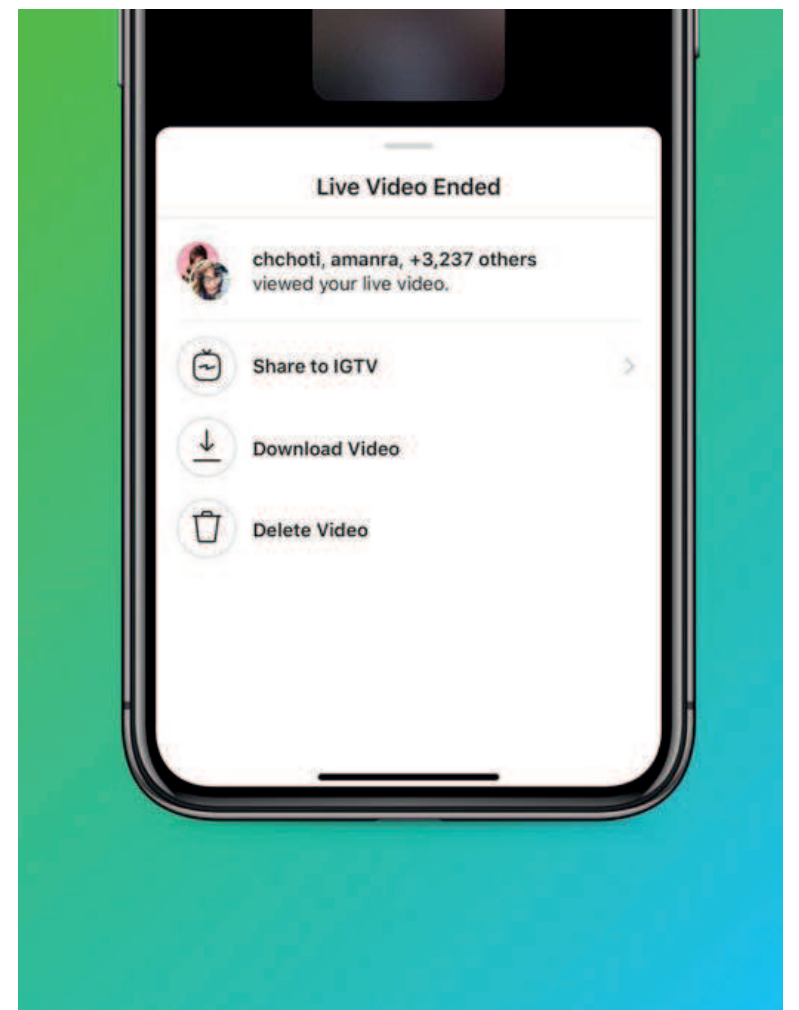 Live Video Ended
chchoti, amanra, +3,237 others
viewed your live video.
Share to IGTV
Download Video
Delete Video